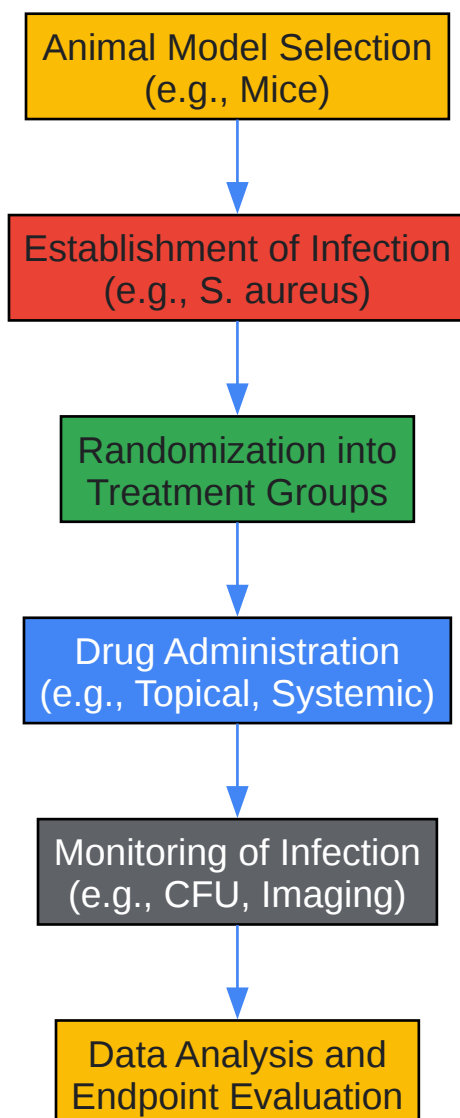 Animal Model Selection
(e.g., Mice)
Establishment of Infection
(e.g., S. aureus)
Randomization into
Treatment Groups
Drug Administration
(e.g., Topical, Systemic)
Monitoring of Infection
(e.g., CFU, Imaging)
Data Analysis and
Endpoint Evaluation